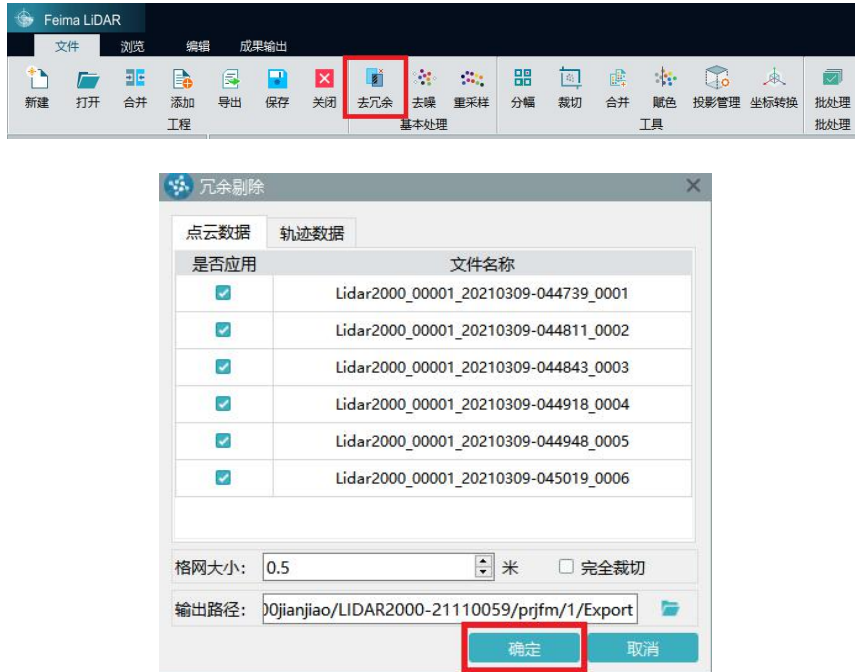 Feima LiDAR
文件 浏览 编辑 成果输出
新建 打开 合并 添加 导出 保存 关闭 去冗余 去噪 重采样 分幅 裁切 合并 赋色 投影管理 坐标转换 批处理
工程 基本处理 工具 批处理
冗余剔除
点云数据 轨迹数据
是否应用 文件名称
Lidar2000_00001_20210309-044739_0001
Lidar2000_00001_20210309-044811_0002
Lidar2000_00001_20210309-044843_0003
Lidar2000_00001_20210309-044918_0004
Lidar2000_00001_20210309-044948_0005
Lidar2000_00001_20210309-045019_0006
格网大小: 0.5 米 完全裁切
输出路径: 00jianjiao/LIDAR2000-21110059/prjfm/1/Export
确定 取消